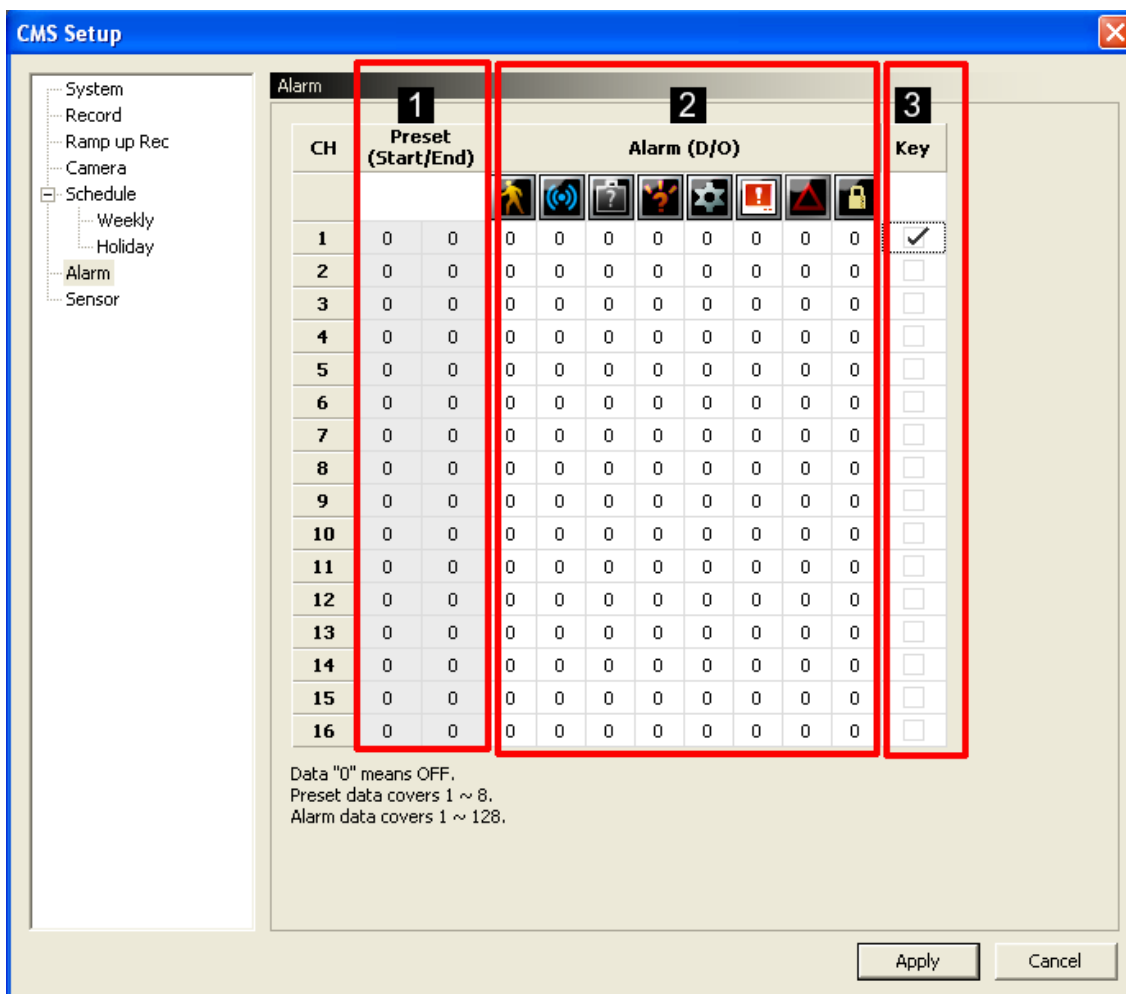 CMS Setup
System
Record
Ramp up Rec
Camera
Schedule
Weekly
Holiday
Alarm
Sensor
Alarm
1 2 3
CH Preset (Start/End) Alarm (D/O) Key
1 0 0 0 0 0 0 0 0 0 0
2 0 0 0 0 0 0 0 0 0 0
3 0 0 0 0 0 0 0 0 0 0
4 0 0 0 0 0 0 0 0 0 0
5 0 0 0 0 0 0 0 0 0 0
6 0 0 0 0 0 0 0 0 0 0
7 0 0 0 0 0 0 0 0 0 0
8 0 0 0 0 0 0 0 0 0 0
9 0 0 0 0 0 0 0 0 0 0
10 0 0 0 0 0 0 0 0 0 0
11 0 0 0 0 0 0 0 0 0 0
12 0 0 0 0 0 0 0 0 0 0
13 0 0 0 0 0 0 0 0 0 0
14 0 0 0 0 0 0 0 0 0 0
15 0 0 0 0 0 0 0 0 0 0
16 0 0 0 0 0 0 0 0 0 0
Data "0" means OFF.
Preset data covers 1 ~ 8.
Alarm data covers 1 ~ 128.
Apply Cancel